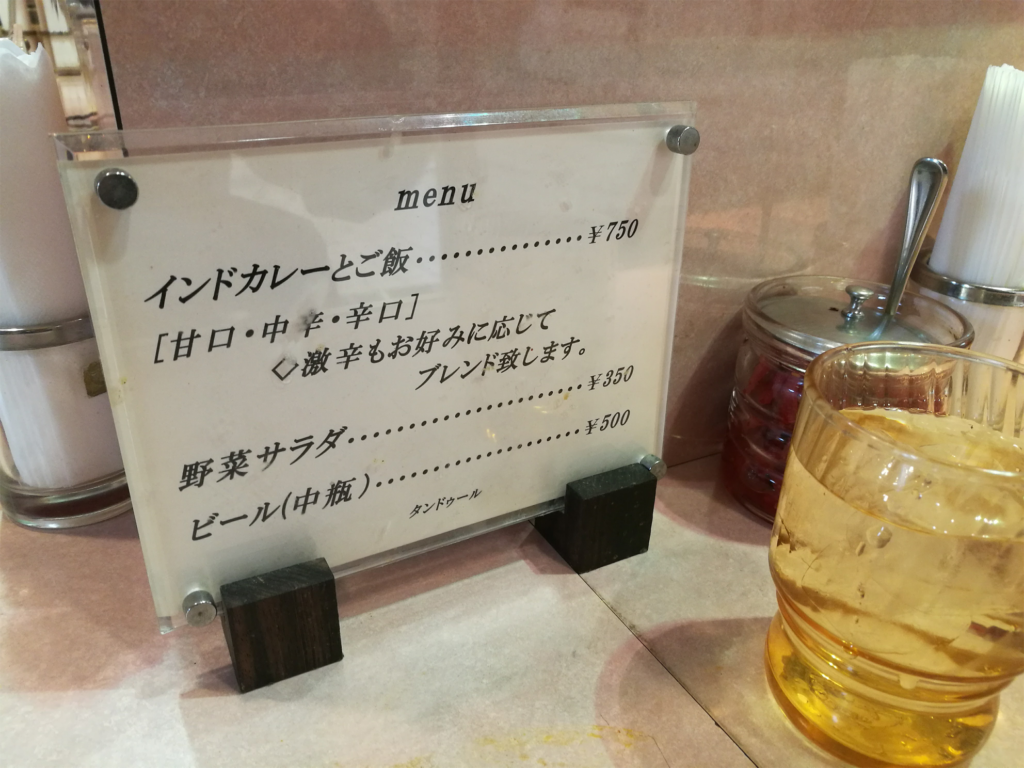 menu
インドカレーとご飯・・・・・・・・・・・・・・¥750
[甘口・中辛・辛口]
◇激辛もお好みに応じて
ブレンド致します。
野菜サラダ・・・・・・・・・・・・・・・・・・¥350
ビール(中瓶)・・・・・・・・・・・・・・・・¥500
タンドゥール